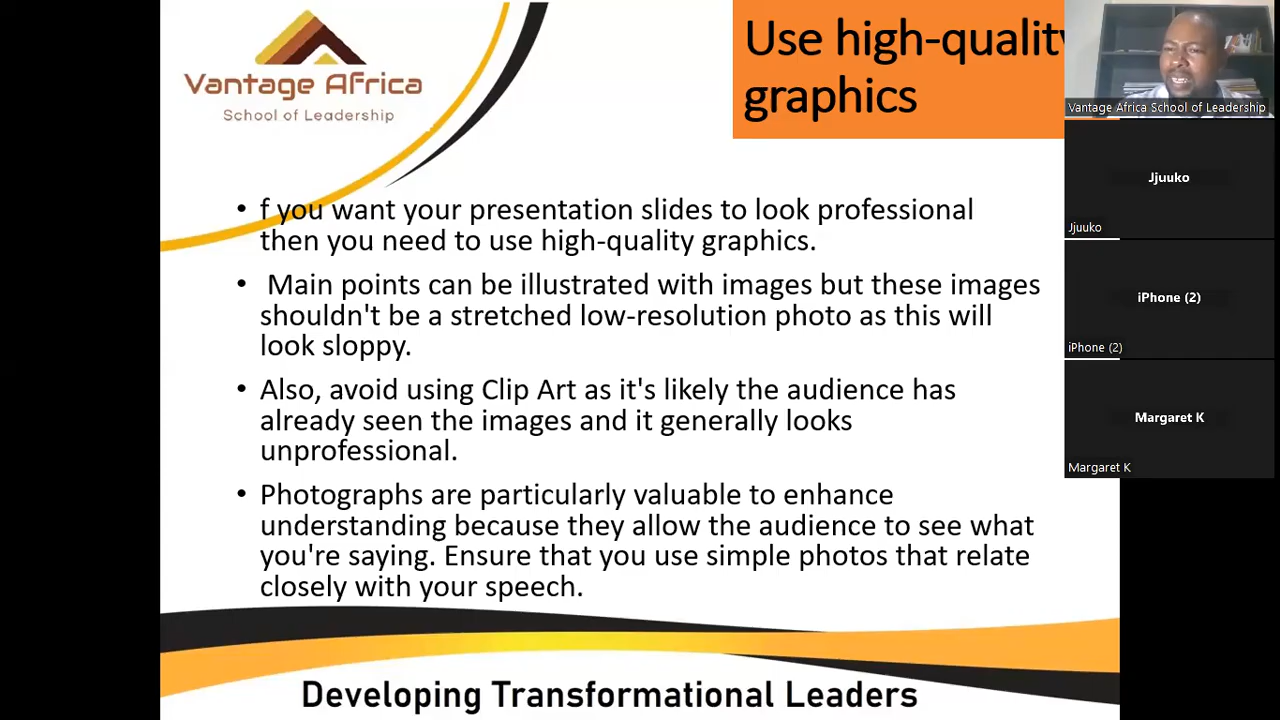 Vantage Africa
School of Leadership
Use high-quality
graphics
• f you want your presentation slides to look professional
then you need to use high-quality graphics.
• Main points can be illustrated with images but these images
shouldn't be a stretched low-resolution photo as this will
look sloppy.
• Also, avoid using Clip Art as it's likely the audience has
already seen the images and it generally looks
unprofessional.
• Photographs are particularly valuable to enhance
understanding because they allow the audience to see what
you're saying. Ensure that you use simple photos that relate
closely with your speech.
Developing Transformational Leaders
Vantage Africa School of Leadership
Jjuuko
Jjuuko
iPhone (2)
iPhone (2)
Margaret K
Margaret K